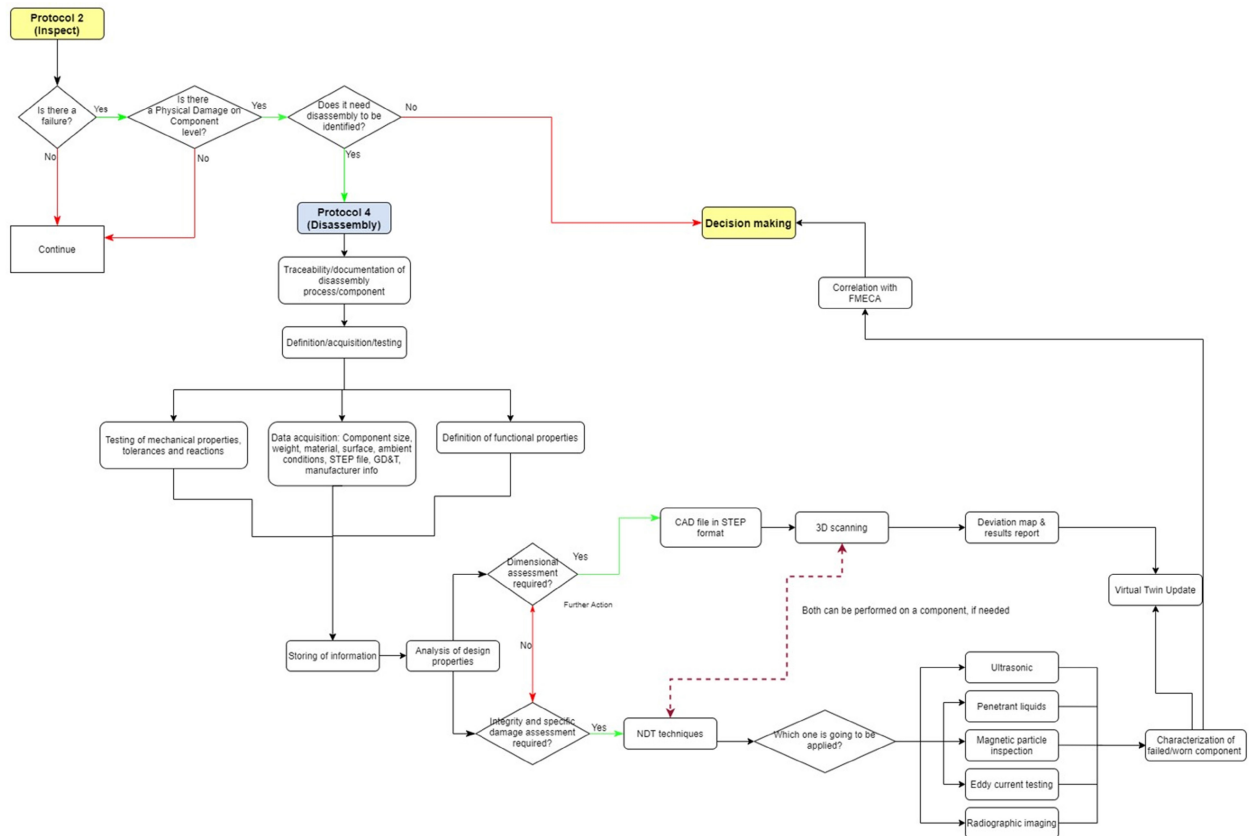 Protocol 2
(Inspect)
Is there a
failure?
Yes
No
Is there
a Physical Damage on
Component
level?
Yes
No
Does it need
disassembly to be
identified?
No
Yes
Continue
Protocol 4
(Disassembly)
Decision making
Traceability/documentation of
disassembly
process/component
Correlation with
FMECA
Definition/acquisition/testing
Testing of mechanical properties,
tolerances and reactions
Data acquisition: Component size,
weight, material, surface, ambient
conditions, STEP file, GD&T,
manufacturer info
Definition of functional properties
CAD file in STEP
format
3D scanning
Deviation map &
results report
Yes
Dimensional
assessment
required?
Further Action
Virtual Twin Update
Both can be performed on a component, if needed
No
Storing of information
Analysis of design
properties
Integrity and specific
damage assessment
required?
Yes
NDT techniques
Which one is going to be
applied?
Ultrasonic
Penetrant liquids
Magnetic particle
inspection
Eddy current testing
Radiographic imaging
Characterization of
failed/worn component